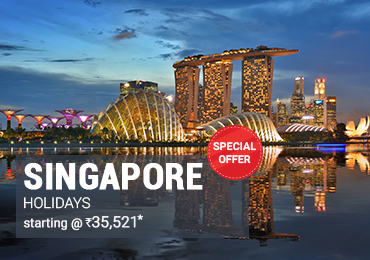 SPECIAL
OFFER
SINGAPORE
HOLIDAYS
starting @ ₹35,521*